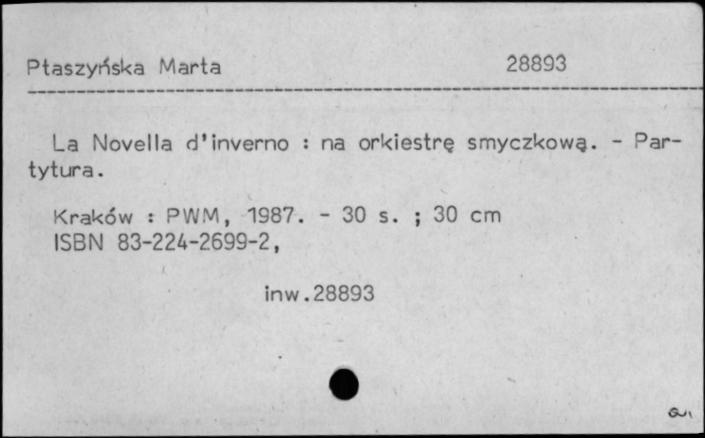 Ptaszyńska Marta 28893
La Novella d'inverno : na orkiestrę smyczkową. - Par-
tytura.
Kraków : PWM, 1987. - 30 s. ; 30 cm
ISBN 83-224-2699-2,
inw.28893